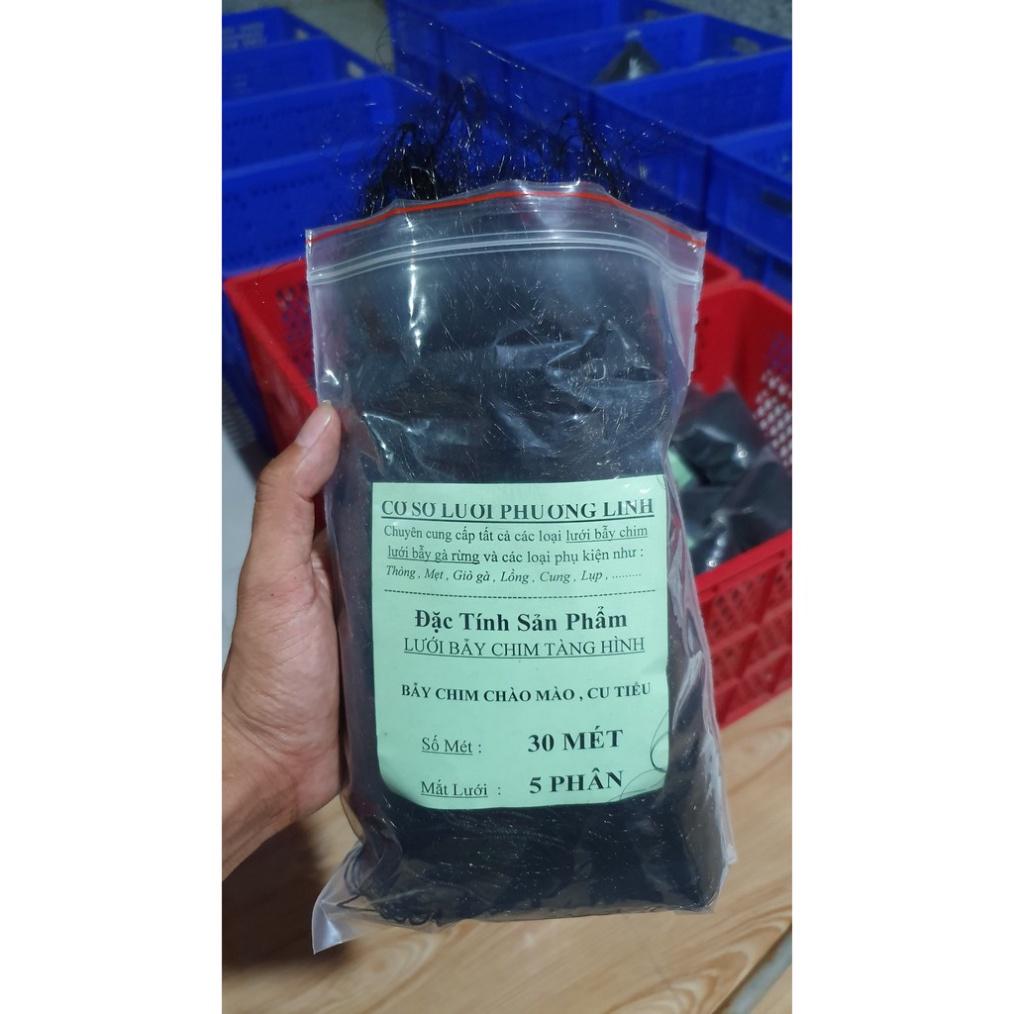 CƠ SỞ LƯỚI PHƯƠNG LINH
Chuyên cung cấp tất cả các loại lưới bẫy chim
lưới bẫy gà rừng và các loại phụ kiện như :
Thòng , Mẹt , Giò gà , Lồng , Cung , Lụp , .........
Đặc Tính Sản Phẩm
LƯỚI BẪY CHIM TÀNG HÌNH
BẪY CHIM CHÀO MÀO , CU TIỂU
Số Mét : 30 MÉT
Mắt Lưới : 5 PHÂN